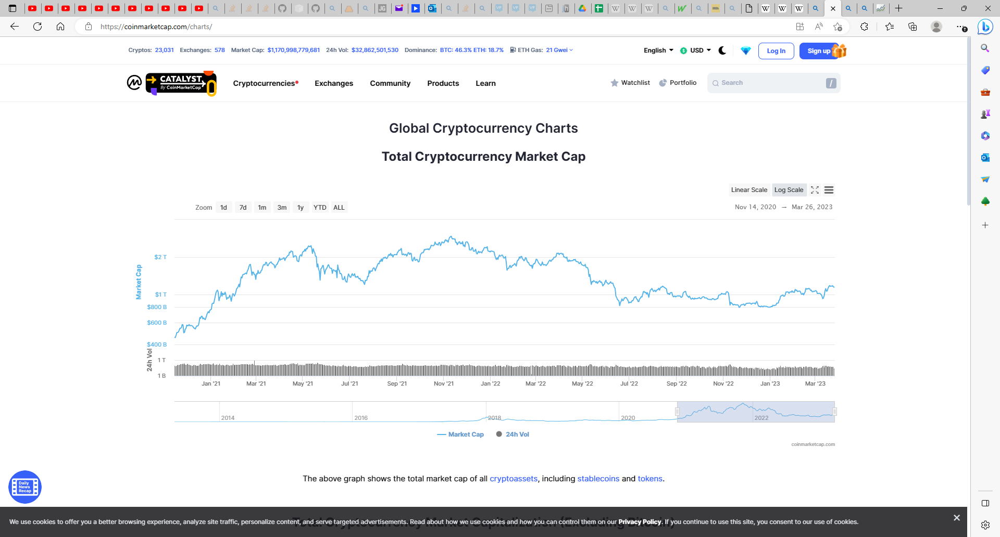 https://coinmarketcap.com/charts/
Cryptos: 23,031 Exchanges: 578 Market Cap: $1,170,998,779,681 24h Vol: $32,862,501,530 Dominance: BTC: 46.3% ETH: 18.7% ETH Gas: 21 Gwei
English USD Log In Sign up
CATALYST
By CoinMarketCap
Cryptocurrencies Exchanges Community Products Learn
Watchlist Portfolio Search /
Global Cryptocurrency Charts
Total Cryptocurrency Market Cap
Linear Scale Log Scale
Zoom 1d 7d 1m 3m 1y YTD ALL
Nov 14, 2020 → Mar 26, 2023
Market Cap
$2 T
$1 T
$800 B
$600 B
$400 B
24h Vol
1 T
1 B
Jan '21 Mar '21 May '21 Jul '21 Sep '21 Nov '21 Jan '22 Mar '22 May '22 Jul '22 Sep '22 Nov '22 Jan '23 Mar '23
2014 2016 2018 2020 2022
Market Cap 24h Vol
coinmarketcap.com
The above graph shows the total market cap of all cryptoassets, including stablecoins and tokens.
Daily
News
Recap
Total Cryptocurrency Market Capitalization (Excluding Bitcoin)
We use cookies to offer you a better browsing experience, analyze site traffic, personalize content, and serve targeted advertisements. Read about how we use cookies and how you can control them on our Privacy Policy. If you continue to use this site, you consent to our use of cookies.